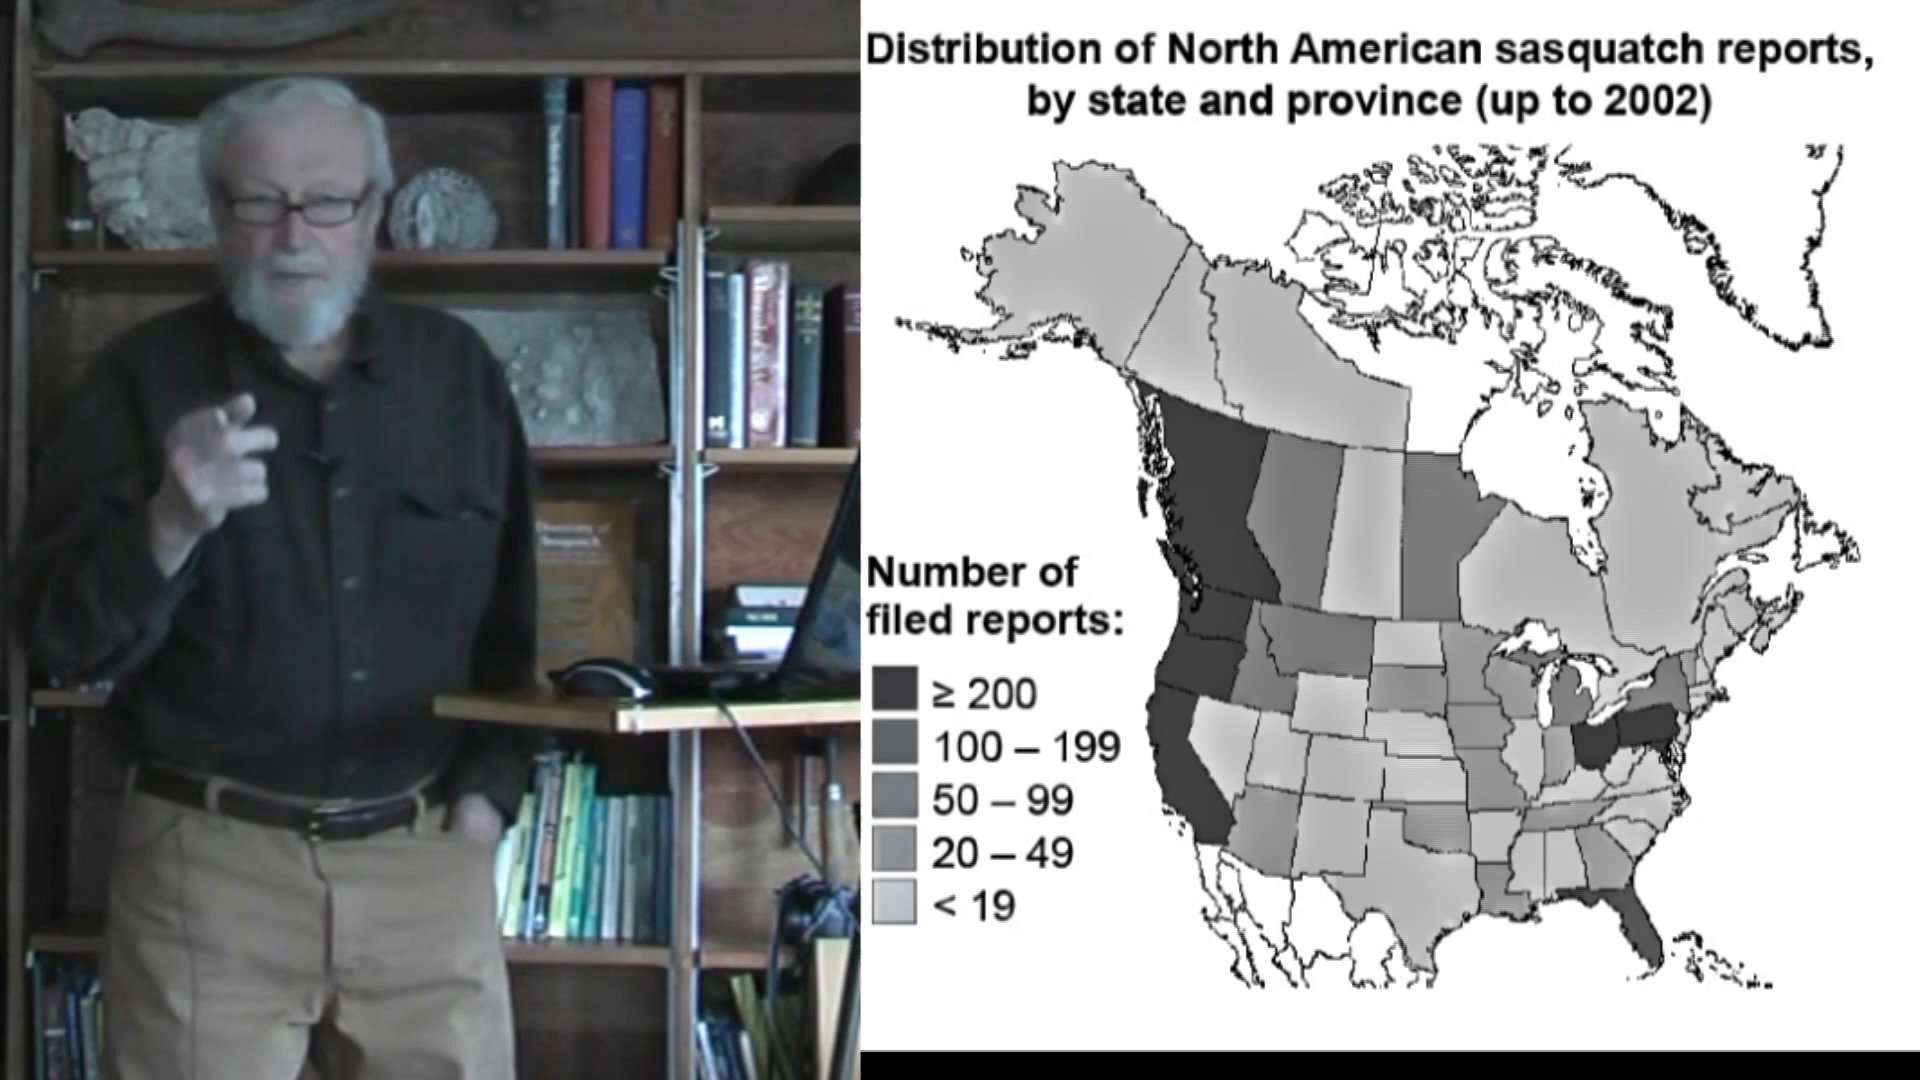 Distribution of North American sasquatch reports,
by state and province (up to 2002)
Number of
filed reports:
≥ 200
100 – 199
50 – 99
20 – 49
< 19